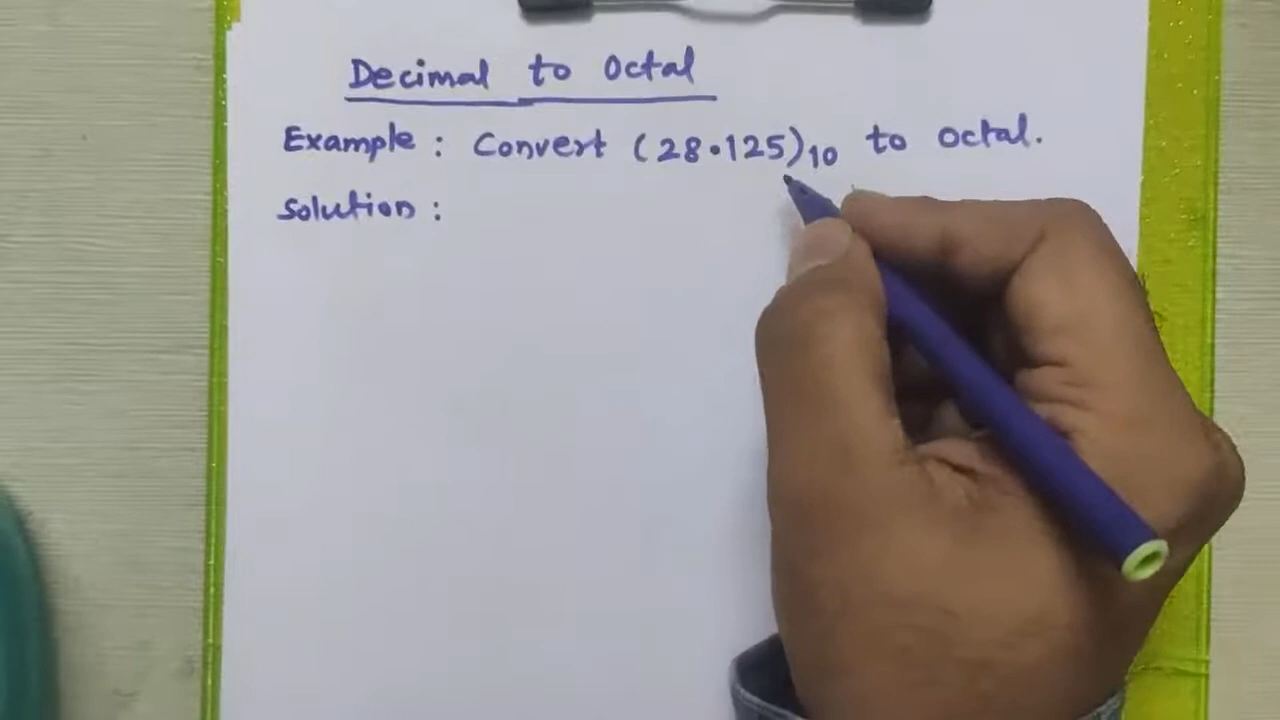 Decimal to Octal
Example : Convert (28.125)₁₀ to Octal.
Solution :